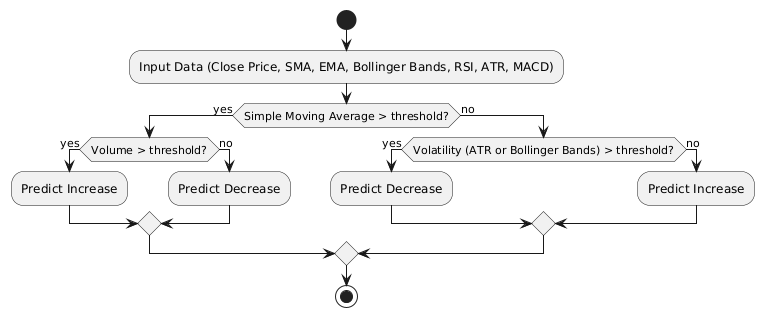 Input Data (Close Price, SMA, EMA, Bollinger Bands, RSI, ATR, MACD)
yes
Simple Moving Average > threshold?
no
yes
Volume > threshold?
no
yes
Volatility (ATR or Bollinger Bands) > threshold?
no
Predict Increase
Predict Decrease
Predict Decrease
Predict Increase